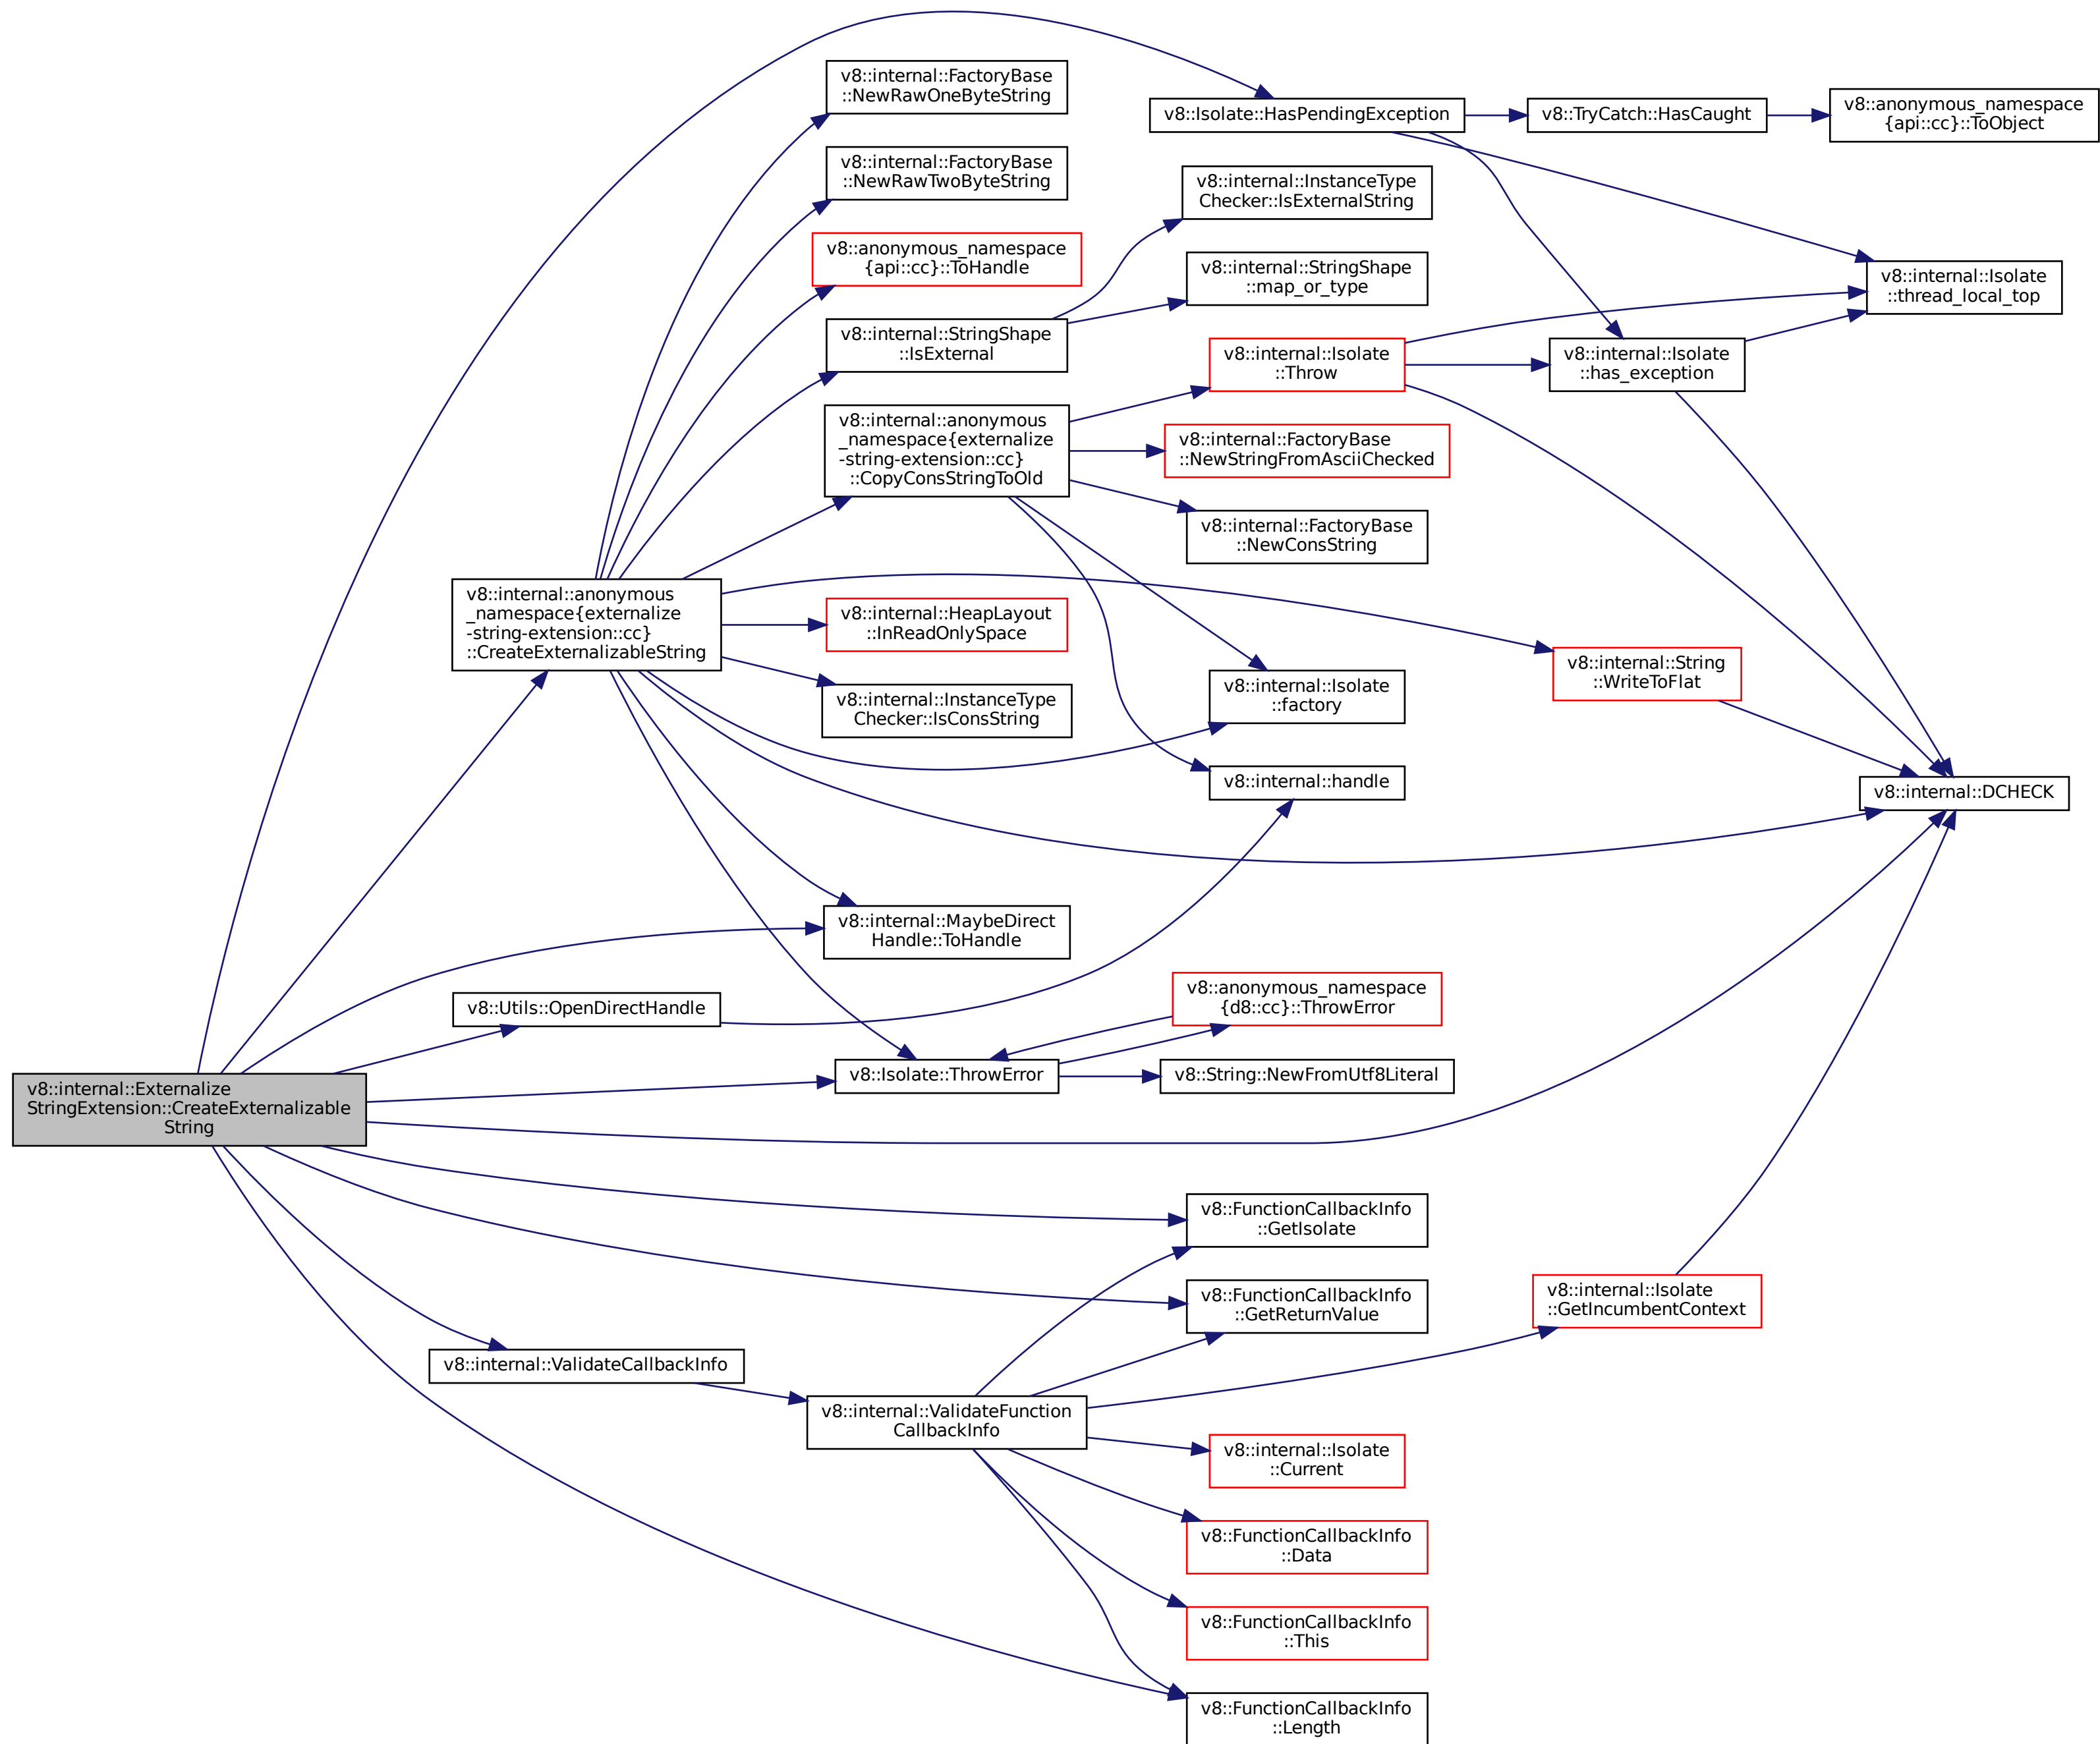 v8::internal::FactoryBase
::NewRawOneByteString
v8::Isolate::HasPendingException
v8::TryCatch::HasCaught
v8::anonymous_namespace
{api::cc}::ToObject
v8::internal::FactoryBase
::NewRawTwoByteString
v8::internal::InstanceType
Checker::IsExternalString
v8::anonymous_namespace
{api::cc}::ToHandle
v8::internal::StringShape
::map_or_type
v8::internal::Isolate
::thread_local_top
v8::internal::StringShape
::IsExternal
v8::internal::Isolate
::Throw
v8::internal::Isolate
::has_exception
v8::internal::anonymous
_namespace{externalize
-string-extension::cc}
::CopyConsStringToOld
v8::internal::FactoryBase
::NewStringFromAsciiChecked
v8::internal::FactoryBase
::NewConsString
v8::internal::anonymous
_namespace{externalize
-string-extension::cc}
::CreateExternalizableString
v8::internal::HeapLayout
::InReadOnlySpace
v8::internal::String
::WriteToFlat
v8::internal::InstanceType
Checker::IsConsString
v8::internal::Isolate
::factory
v8::internal::handle
v8::internal::DCHECK
v8::internal::MaybeDirect
Handle::ToHandle
v8::Utils::OpenDirectHandle
v8::anonymous_namespace
{d8::cc}::ThrowError
v8::Isolate::ThrowError
v8::String::NewFromUtf8Literal
v8::internal::Externalize
StringExtension::CreateExternalizable
String
v8::FunctionCallbackInfo
::GetIsolate
v8::FunctionCallbackInfo
::GetReturnValue
v8::internal::Isolate
::GetIncumbentContext
v8::internal::ValidateCallbackInfo
v8::internal::ValidateFunction
CallbackInfo
v8::internal::Isolate
::Current
v8::FunctionCallbackInfo
::Data
v8::FunctionCallbackInfo
::This
v8::FunctionCallbackInfo
::Length